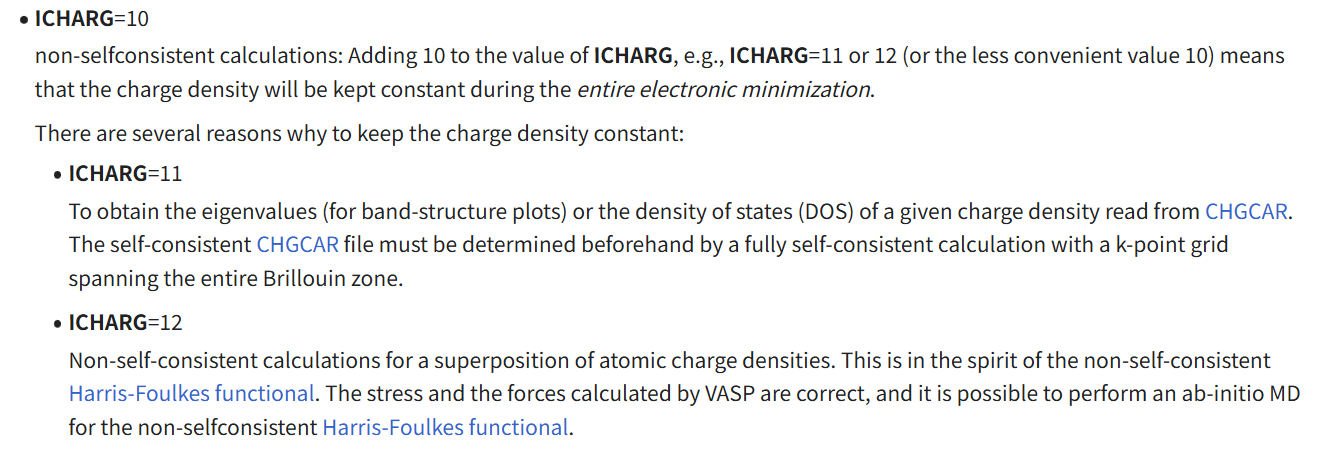 • ICHARG=10
non-selfconsistent calculations: Adding 10 to the value of ICHARG, e.g., ICHARG=11 or 12 (or the less convenient value 10) means
that the charge density will be kept constant during the entire electronic minimization.
There are several reasons why to keep the charge density constant:
• ICHARG=11
To obtain the eigenvalues (for band-structure plots) or the density of states (DOS) of a given charge density read from CHGCAR.
The self-consistent CHGCAR file must be determined beforehand by a fully self-consistent calculation with a k-point grid
spanning the entire Brillouin zone.
• ICHARG=12
Non-self-consistent calculations for a superposition of atomic charge densities. This is in the spirit of the non-self-consistent
Harris-Foulkes functional. The stress and the forces calculated by VASP are correct, and it is possible to perform an ab-initio MD
for the non-selfconsistent Harris-Foulkes functional.